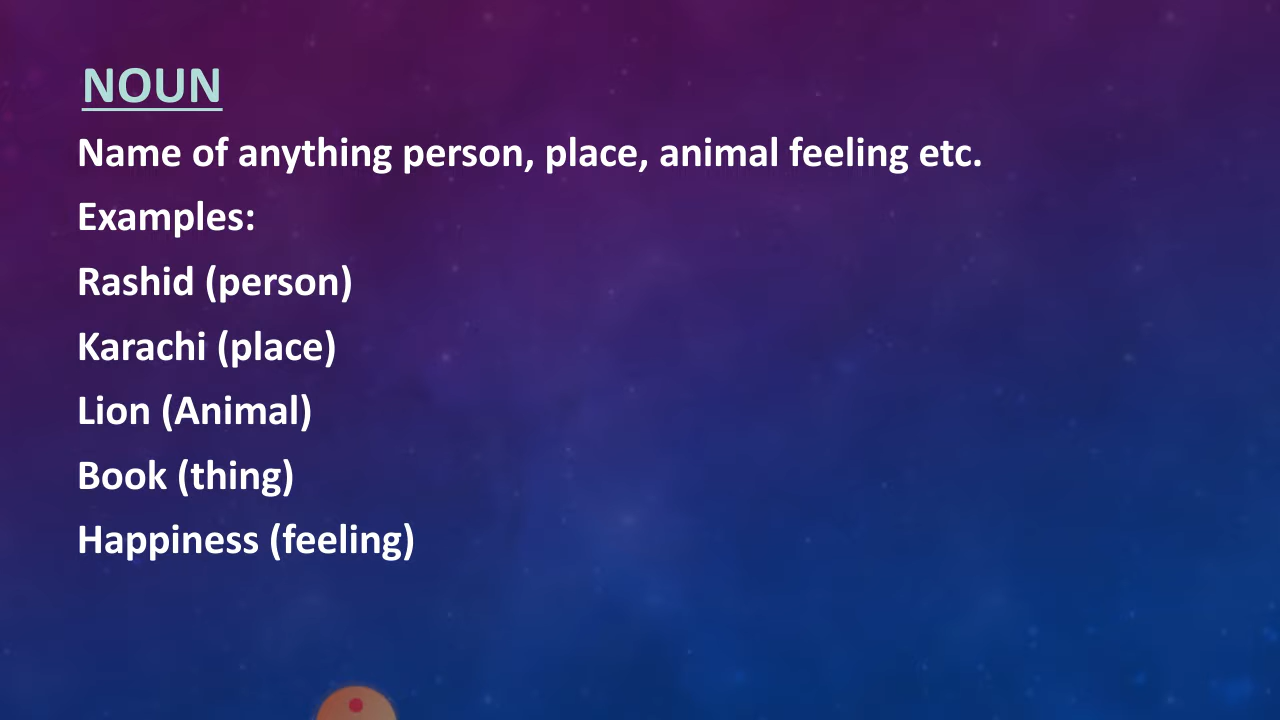 NOUN
Name of anything person, place, animal feeling etc.
Examples:
Rashid (person)
Karachi (place)
Lion (Animal)
Book (thing)
Happiness (feeling)